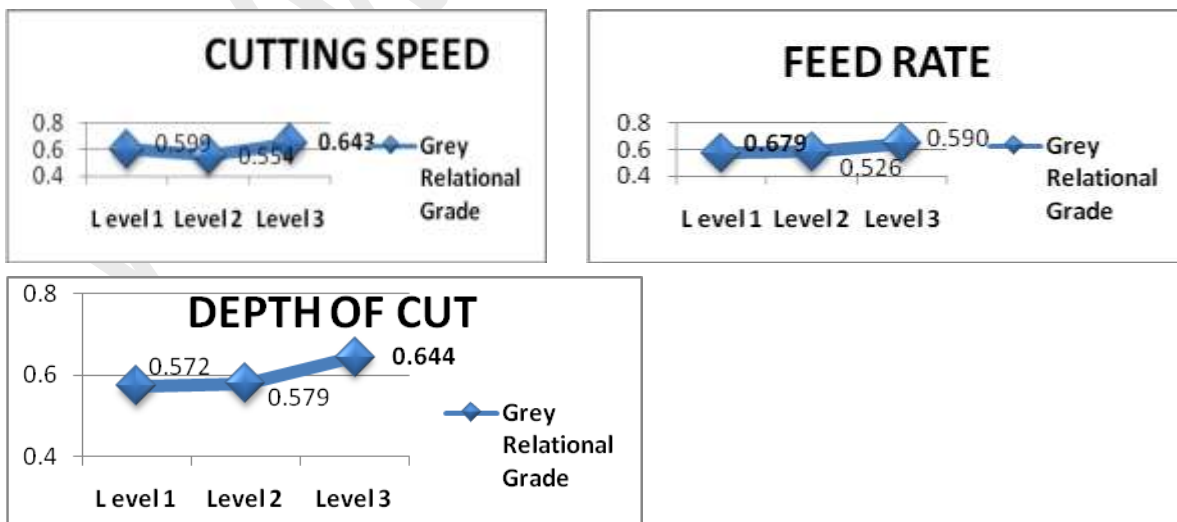 CUTTING SPEED
0.8
0.6
0.4
0.599
0.554
0.643
Level 1 Level 2 Level 3
Grey
Relational
Grade
FEED RATE
0.8
0.6
0.4
0.679
0.526
0.590
Level 1 Level 2 Level 3
Grey
Relational
Grade
DEPTH OF CUT
0.8
0.6
0.4
0.572
0.579
0.644
Level 1 Level 2 Level 3
Grey
Relational
Grade